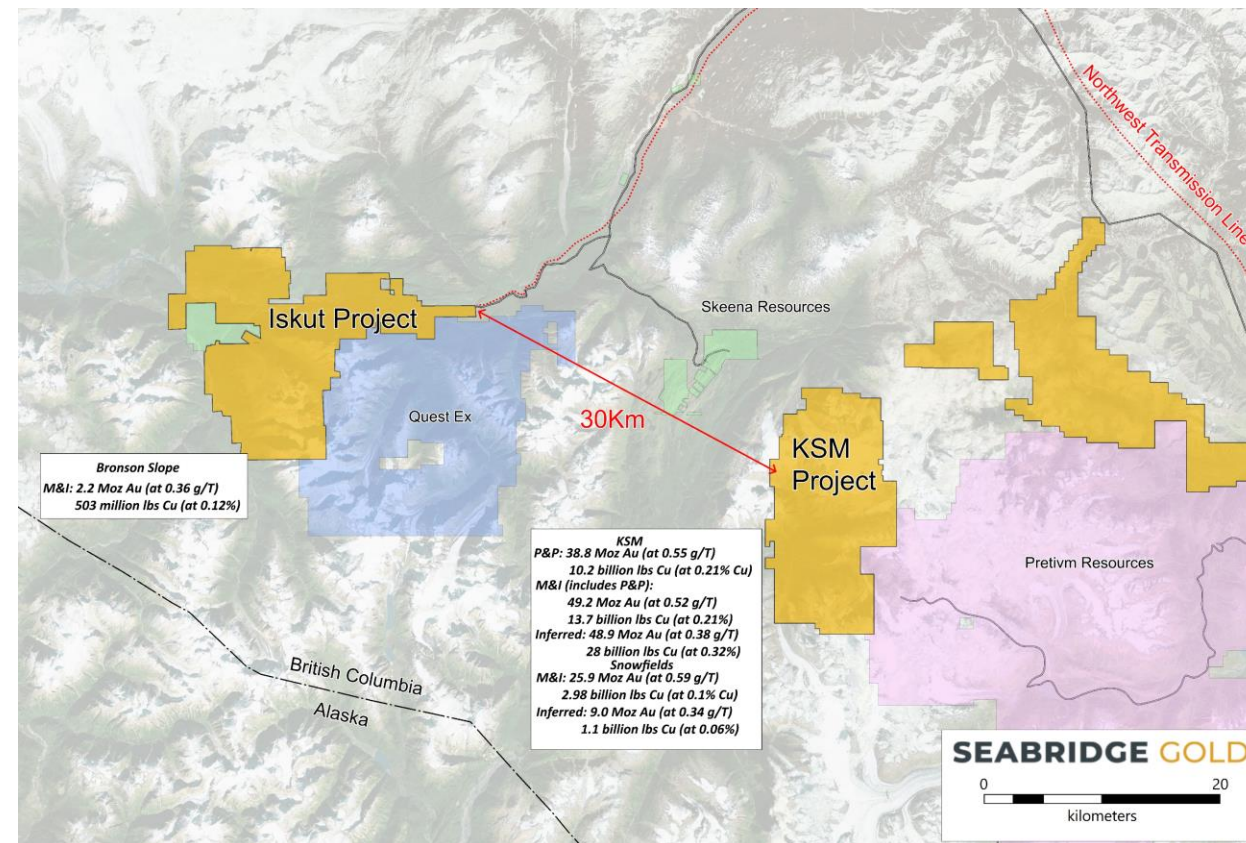 Northwest Transmission Line
Skeena Resources
Iskut Project
Quest Ex
30Km
KSM
Project
Bronson Slope
M&I: 2.2 Moz Au (at 0.36 g/T)
503 million lbs Cu (at 0.12%)
KSM
P&P: 38.8 Moz Au (at 0.55 g/T)
10.2 billion lbs Cu (at 0.21% Cu)
M&I (includes P&P):
49.2 Moz Au (at 0.52 g/T)
13.7 billion lbs Cu (at 0.21%)
Inferred: 48.9 Moz Au (at 0.38 g/T)
28 billion lbs Cu (at 0.32%)
Snowfields
M&I: 25.9 Moz Au (at 0.59 g/T)
2.98 billion lbs Cu (at 0.1% Cu)
Inferred: 9.0 Moz Au (at 0.34 g/T)
1.1 billion lbs Cu (at 0.06%)
Pretivm Resources
British Columbia
Alaska
SEABRIDGE GOLD
0 20
kilometers